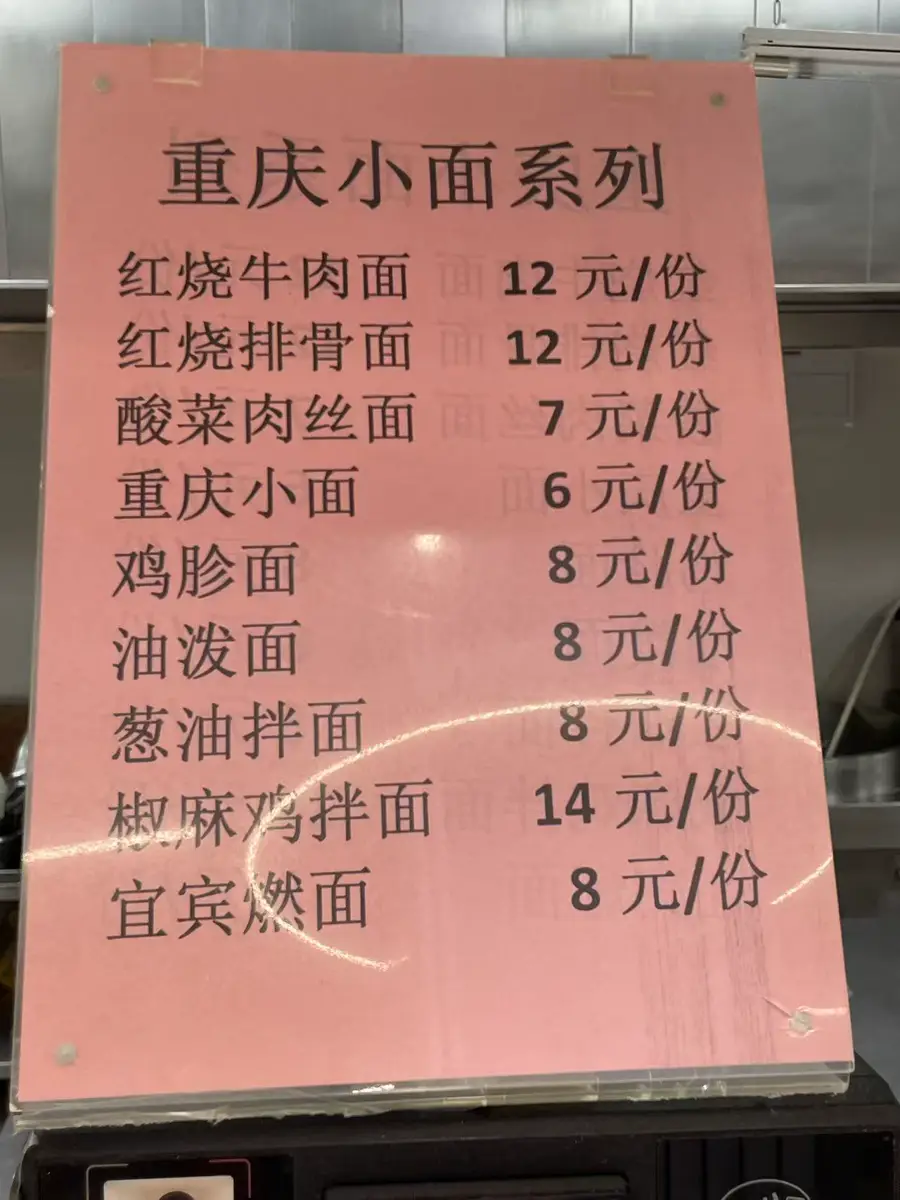 重庆小面系列
红烧牛肉面 12 元/份
红烧排骨面 12 元/份
酸菜肉丝面 7 元/份
重庆小面 6 元/份
鸡胗面 8 元/份
油泼面 8 元/份
葱油拌面 8 元/份
椒麻鸡拌面 14 元/份
宜宾燃面 8 元/份